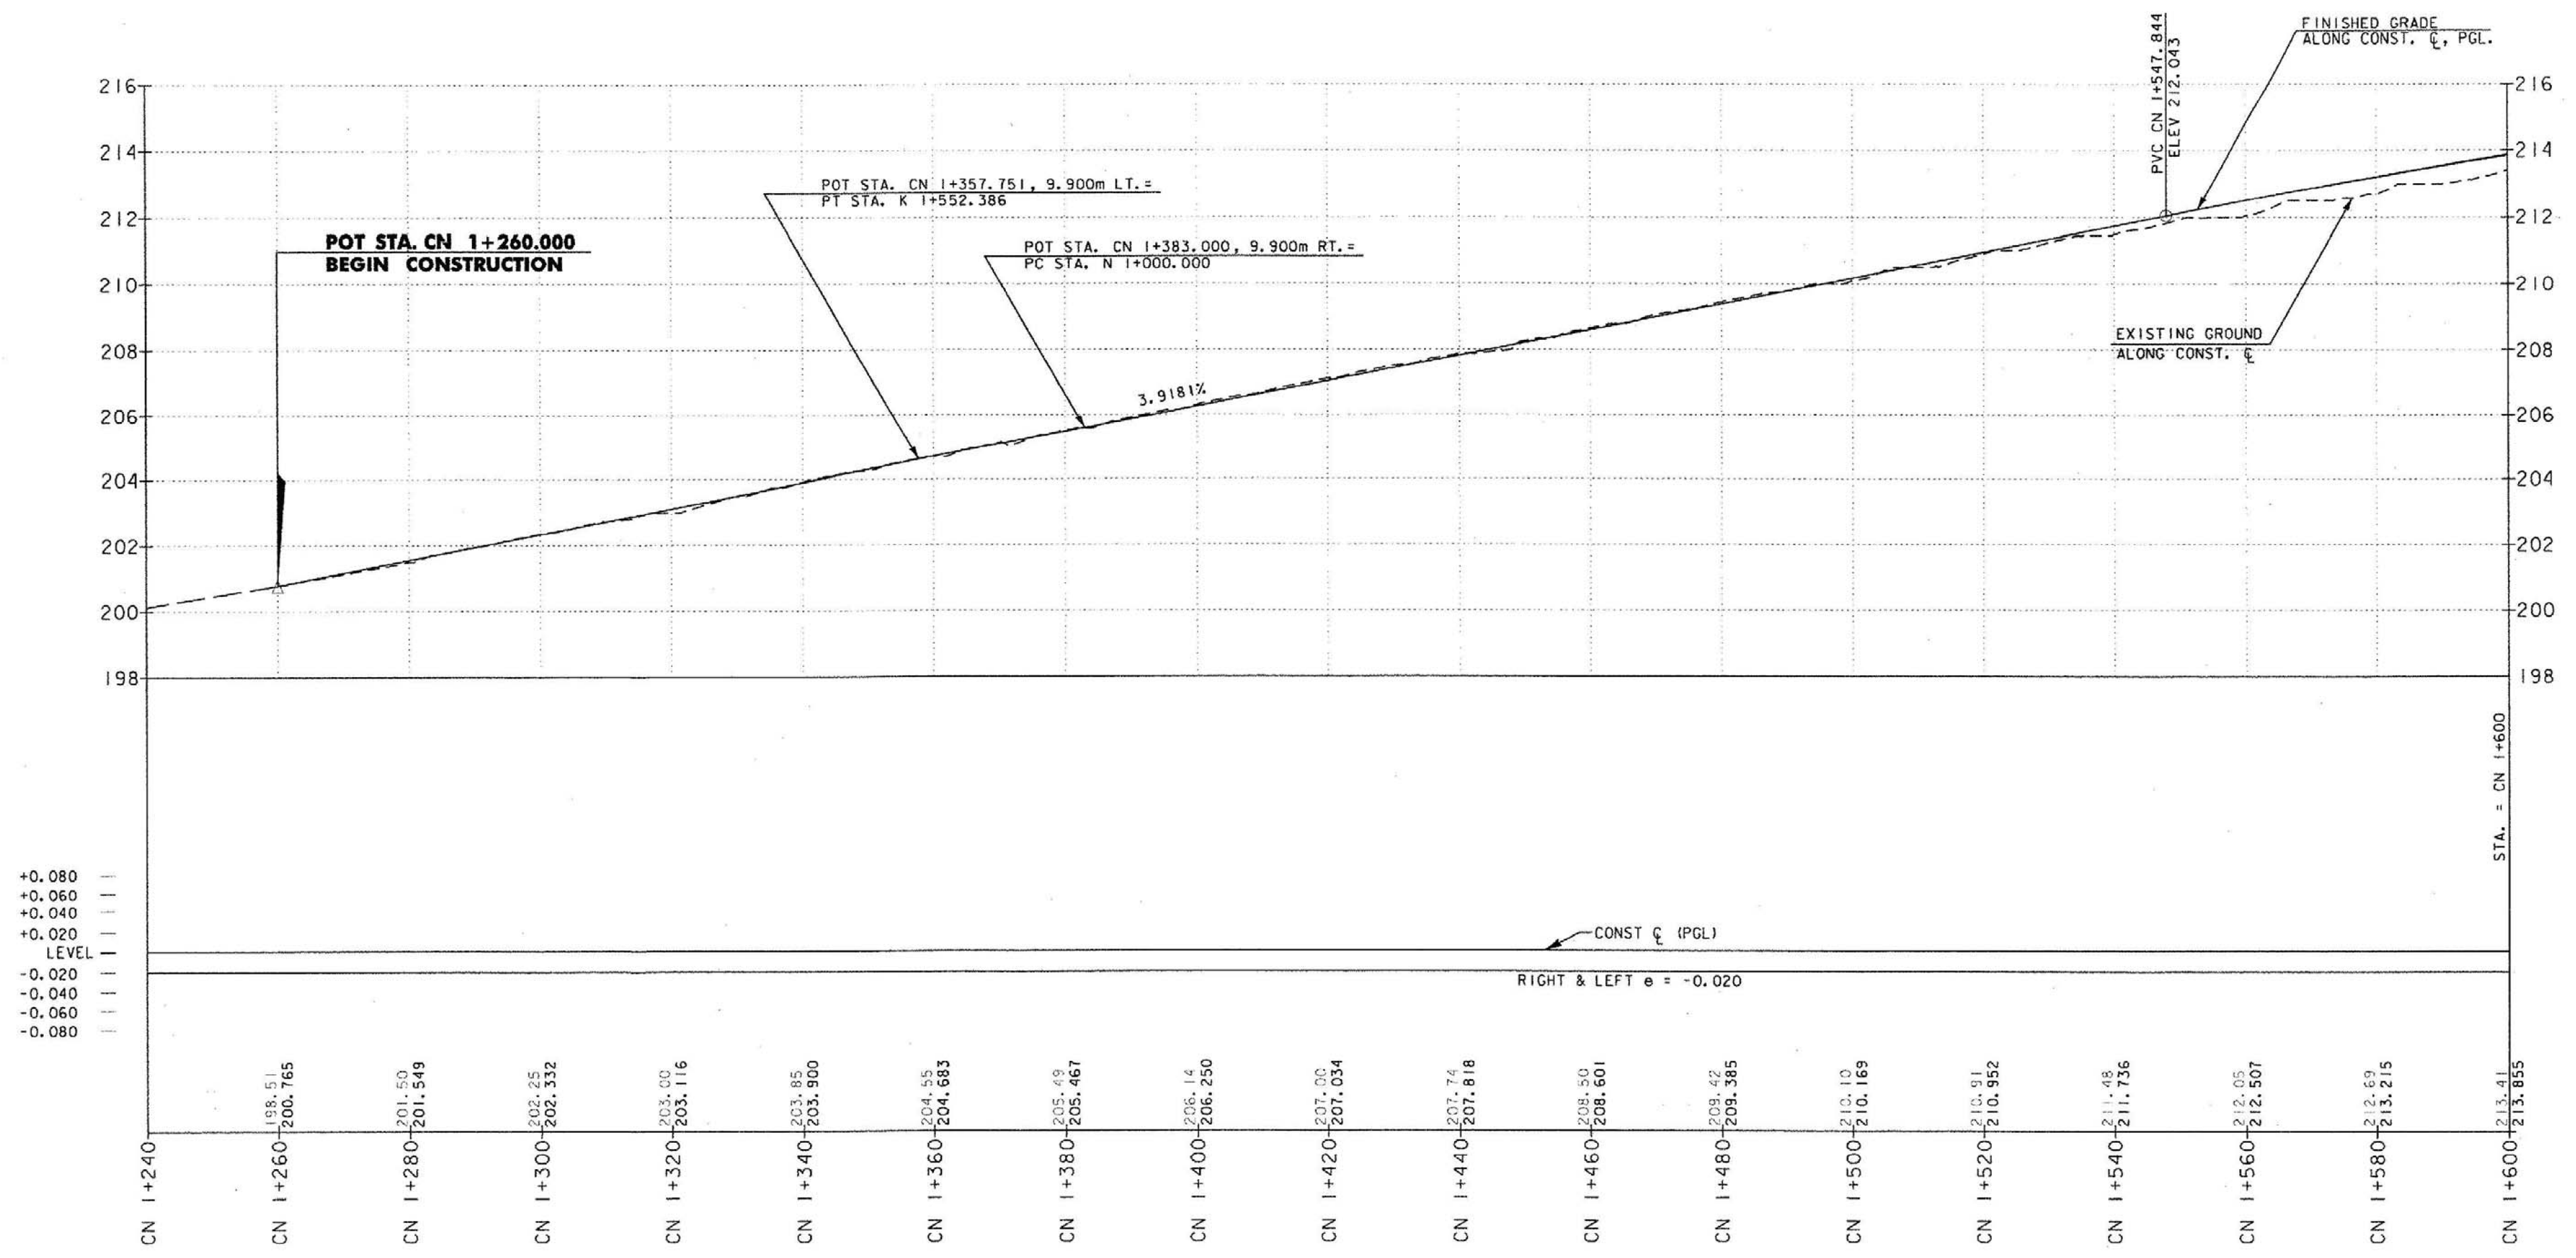 PVC CN 1+547.844
ELEV 212.043
FINISHED GRADE
ALONG CONST. ℄, PGL.
216
214
212
210
208
206
204
202
200
198
216
214
212
210
208
206
204
202
200
198
POT STA. CN 1+357.751, 9.900m LT.=
PT STA. K 1+552.386
POT STA. CN 1+260.000
BEGIN CONSTRUCTION
POT STA. CN 1+383.000, 9.900m RT.=
PC STA. N 1+000.000
EXISTING GROUND
ALONG CONST. ℄
3.9181%
STA. = CN 1+600
+0.080
+0.060
+0.040
+0.020
LEVEL
-0.020
-0.040
-0.060
-0.080
CONST ℄ (PGL)
RIGHT & LEFT e = -0.020
198.51
200.765
201.50
201.549
202.25
202.332
203.00
203.116
203.85
203.900
204.55
204.683
205.49
205.467
206.14
206.250
207.00
207.034
207.74
207.818
208.50
208.601
209.42
209.385
210.10
210.169
210.91
210.952
211.48
211.736
212.05
212.507
212.69
213.215
213.41
213.855
CN 1+240
CN 1+260
CN 1+280
CN 1+300
CN 1+320
CN 1+340
CN 1+360
CN 1+380
CN 1+400
CN 1+420
CN 1+440
CN 1+460
CN 1+480
CN 1+500
CN 1+520
CN 1+540
CN 1+560
CN 1+580
CN 1+600